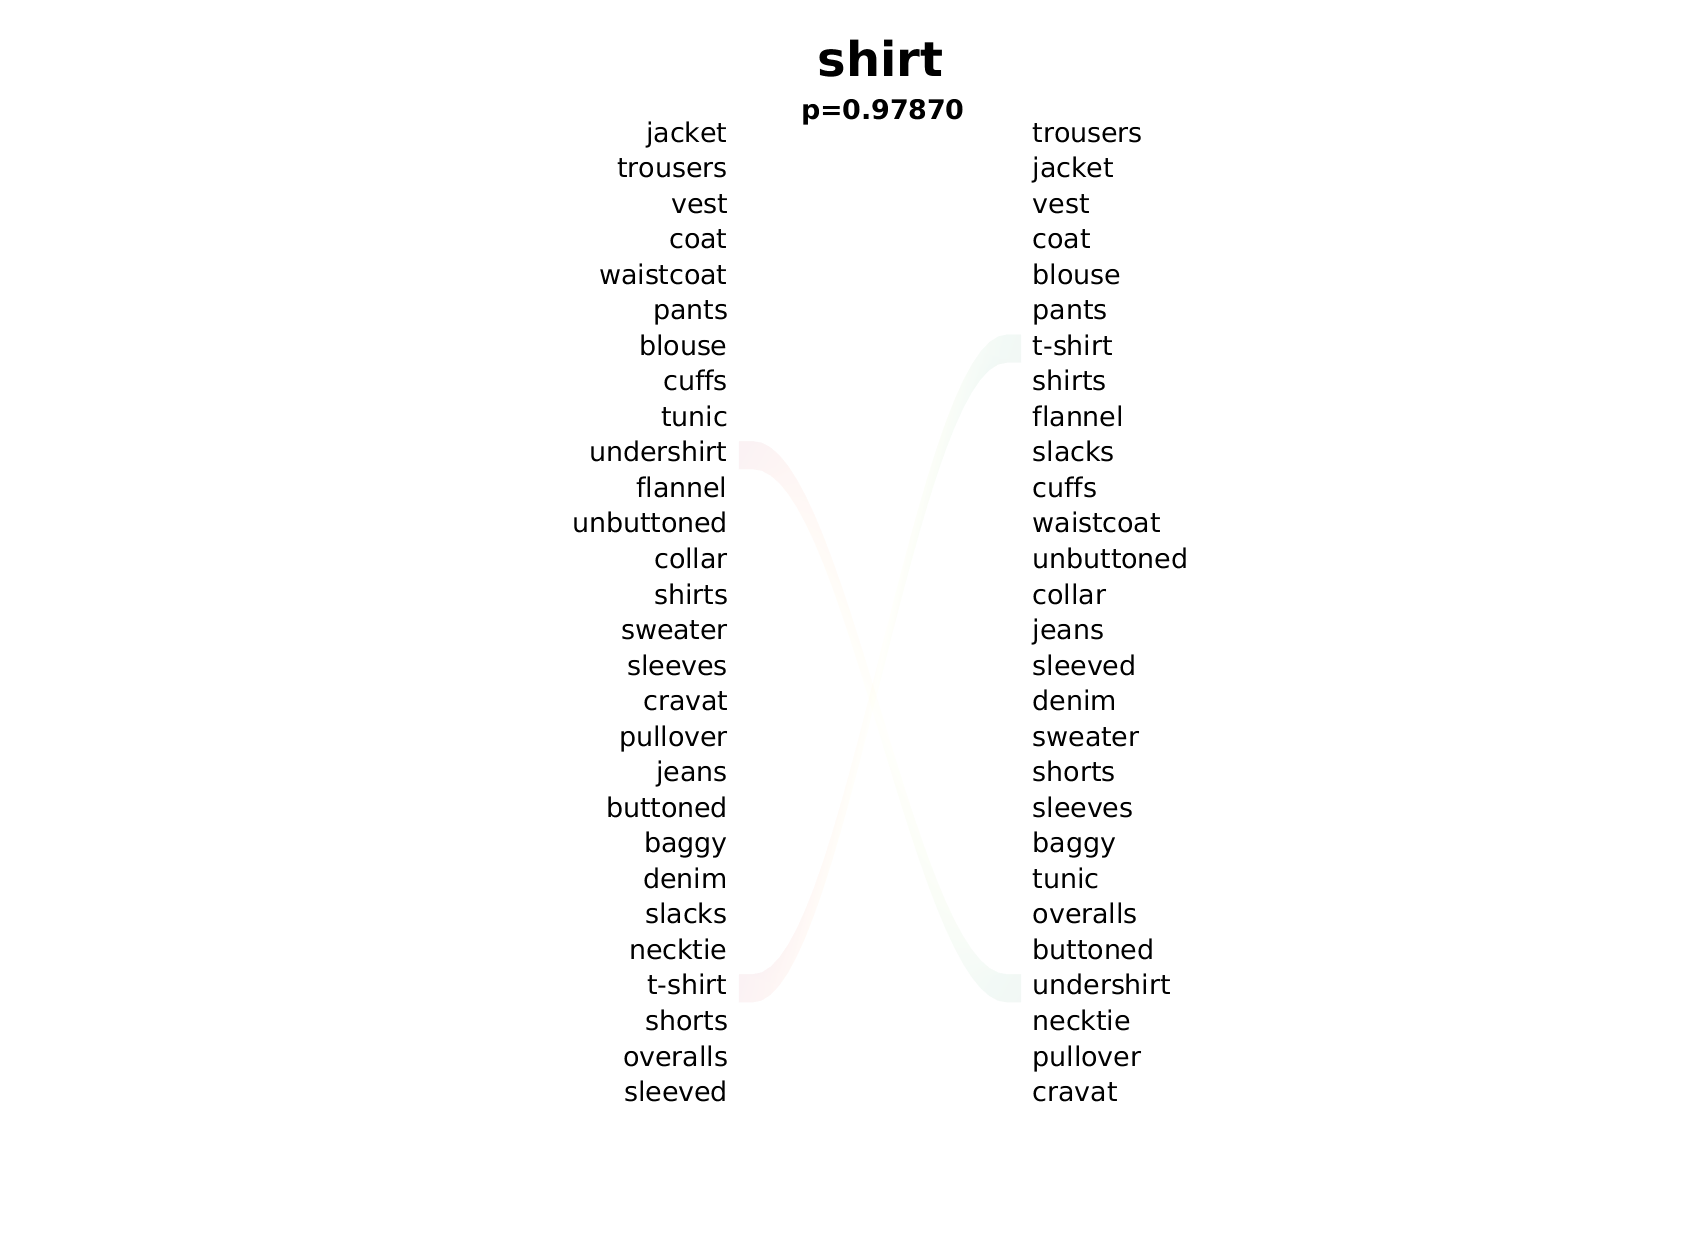 shirt
p=0.97870
jacket trousers
trousers jacket
vest vest
coat coat
waistcoat blouse
pants pants
blouse t-shirt
cuffs shirts
tunic flannel
undershirt slacks
flannel cuffs
unbuttoned waistcoat
collar unbuttoned
shirts collar
sweater jeans
sleeves sleeved
cravat denim
pullover sweater
jeans shorts
buttoned sleeves
baggy baggy
denim tunic
slacks overalls
necktie buttoned
t-shirt undershirt
shorts necktie
overalls pullover
sleeved cravat